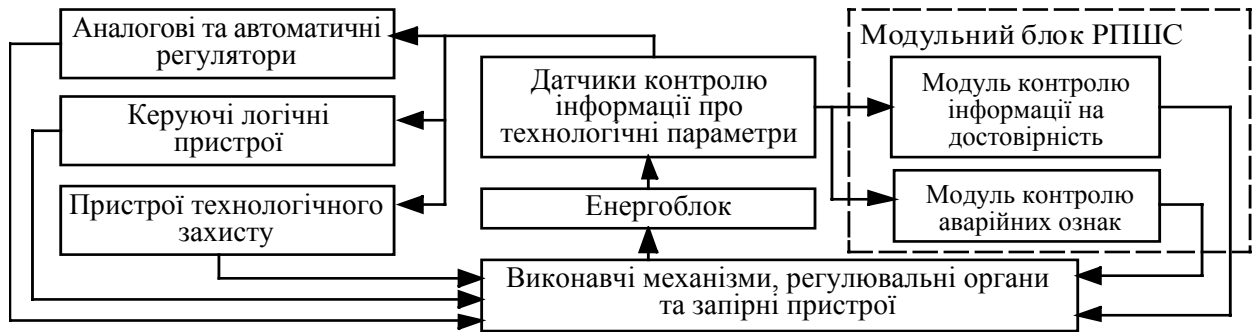 Аналогові та автоматичні
регулятори
Керуючі логічні
пристрої
Пристрої технологічного
захисту
Датчики контролю
інформації про
технологічні параметри
Енергоблок
Виконавчі механізми, регулювальні органи
та запірні пристрої
Модульний блок РПШС
Модуль контролю
інформації на
достовірність
Модуль контролю
аварійних ознак